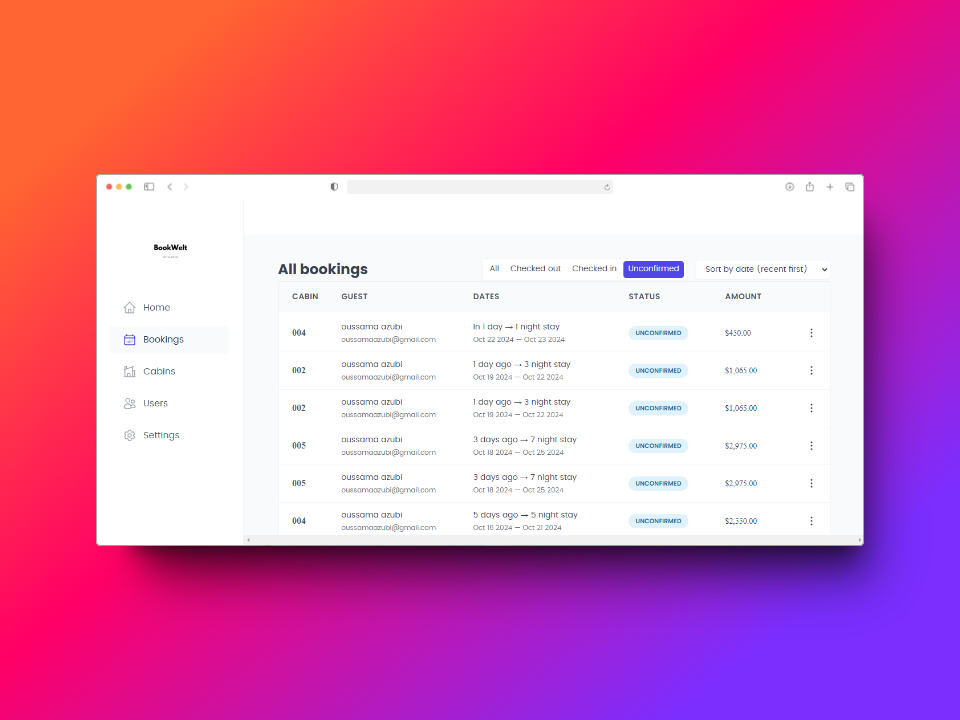 BookWelt
All bookings
All Checked out Checked in Unconfirmed Sort by date (recent first)
Home
Bookings
Cabins
Users
Settings
CABIN GUEST DATES STATUS AMOUNT
004 oussama azubi In 1 day → 1 night stay UNCONFIRMED $450.00
oussamaazubi@gmail.com Oct 22 2024 — Oct 23 2024
002 oussama azubi 1 day ago → 3 night stay UNCONFIRMED $1,065.00
oussamaazubi@gmail.com Oct 19 2024 — Oct 22 2024
002 oussama azubi 1 day ago → 3 night stay UNCONFIRMED $1,065.00
oussamaazubi@gmail.com Oct 19 2024 — Oct 22 2024
005 oussama azubi 3 days ago → 7 night stay UNCONFIRMED $2,975.00
oussamaazubi@gmail.com Oct 18 2024 — Oct 25 2024
005 oussama azubi 3 days ago → 7 night stay UNCONFIRMED $2,975.00
oussamaazubi@gmail.com Oct 18 2024 — Oct 25 2024
004 oussama azubi 5 days ago → 5 night stay UNCONFIRMED $2,550.00
oussamaazubi@gmail.com Oct 16 2024 — Oct 21 2024